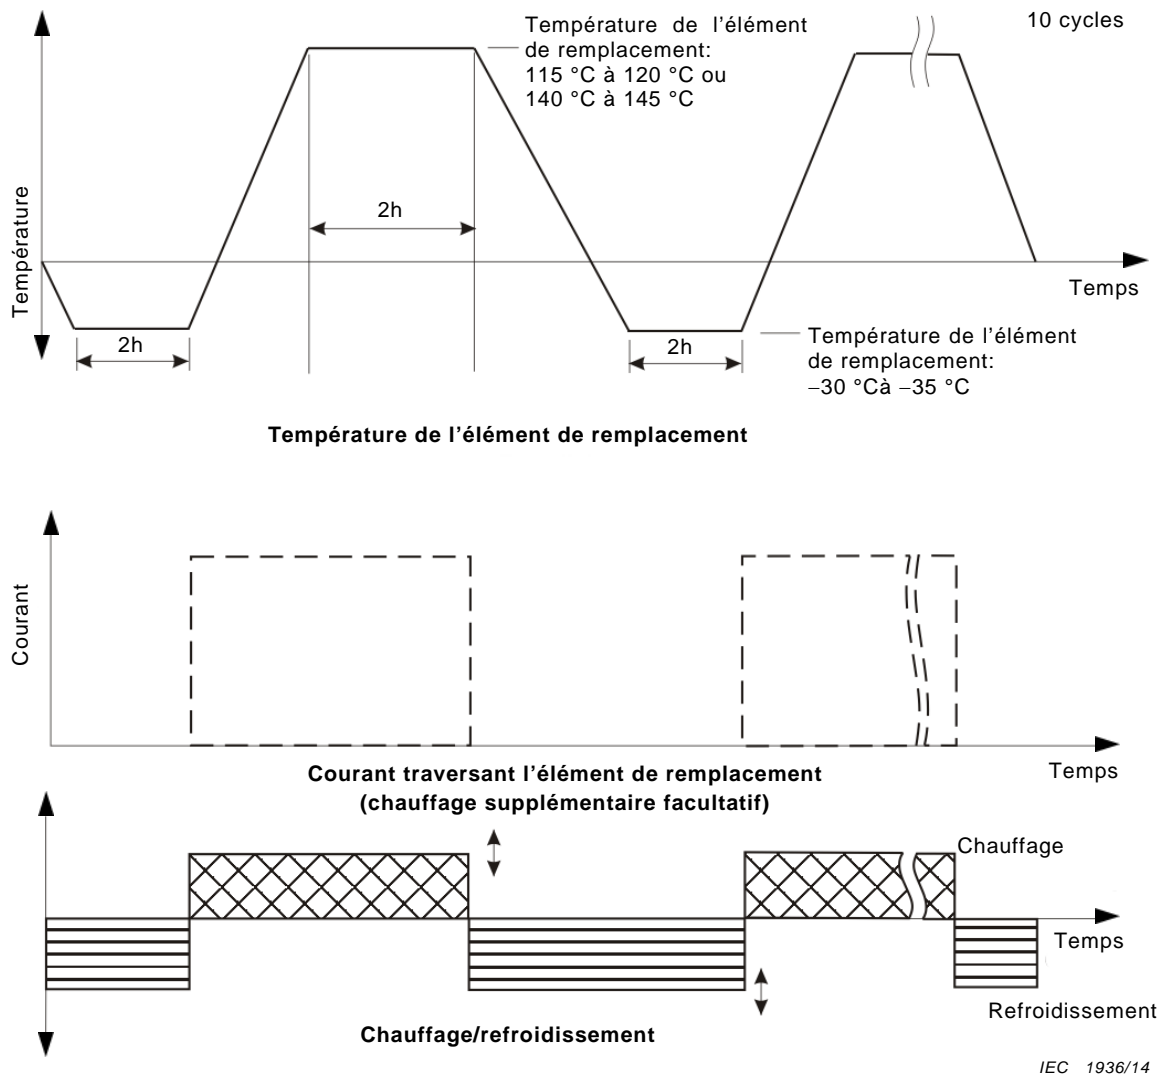 Température de l'élément
de remplacement:
115 °C à 120 °C ou
140 °C à 145 °C
10 cycles
Température
2h
Temps
2h
2h
Température de l'élément
de remplacement:
–30 °Cà –35 °C
Température de l'élément de remplacement
Courant
Temps
Courant traversant l'élément de remplacement
(chauffage supplémentaire facultatif)
Chauffage
Temps
Refroidissement
Chauffage/refroidissement
IEC 1936/14